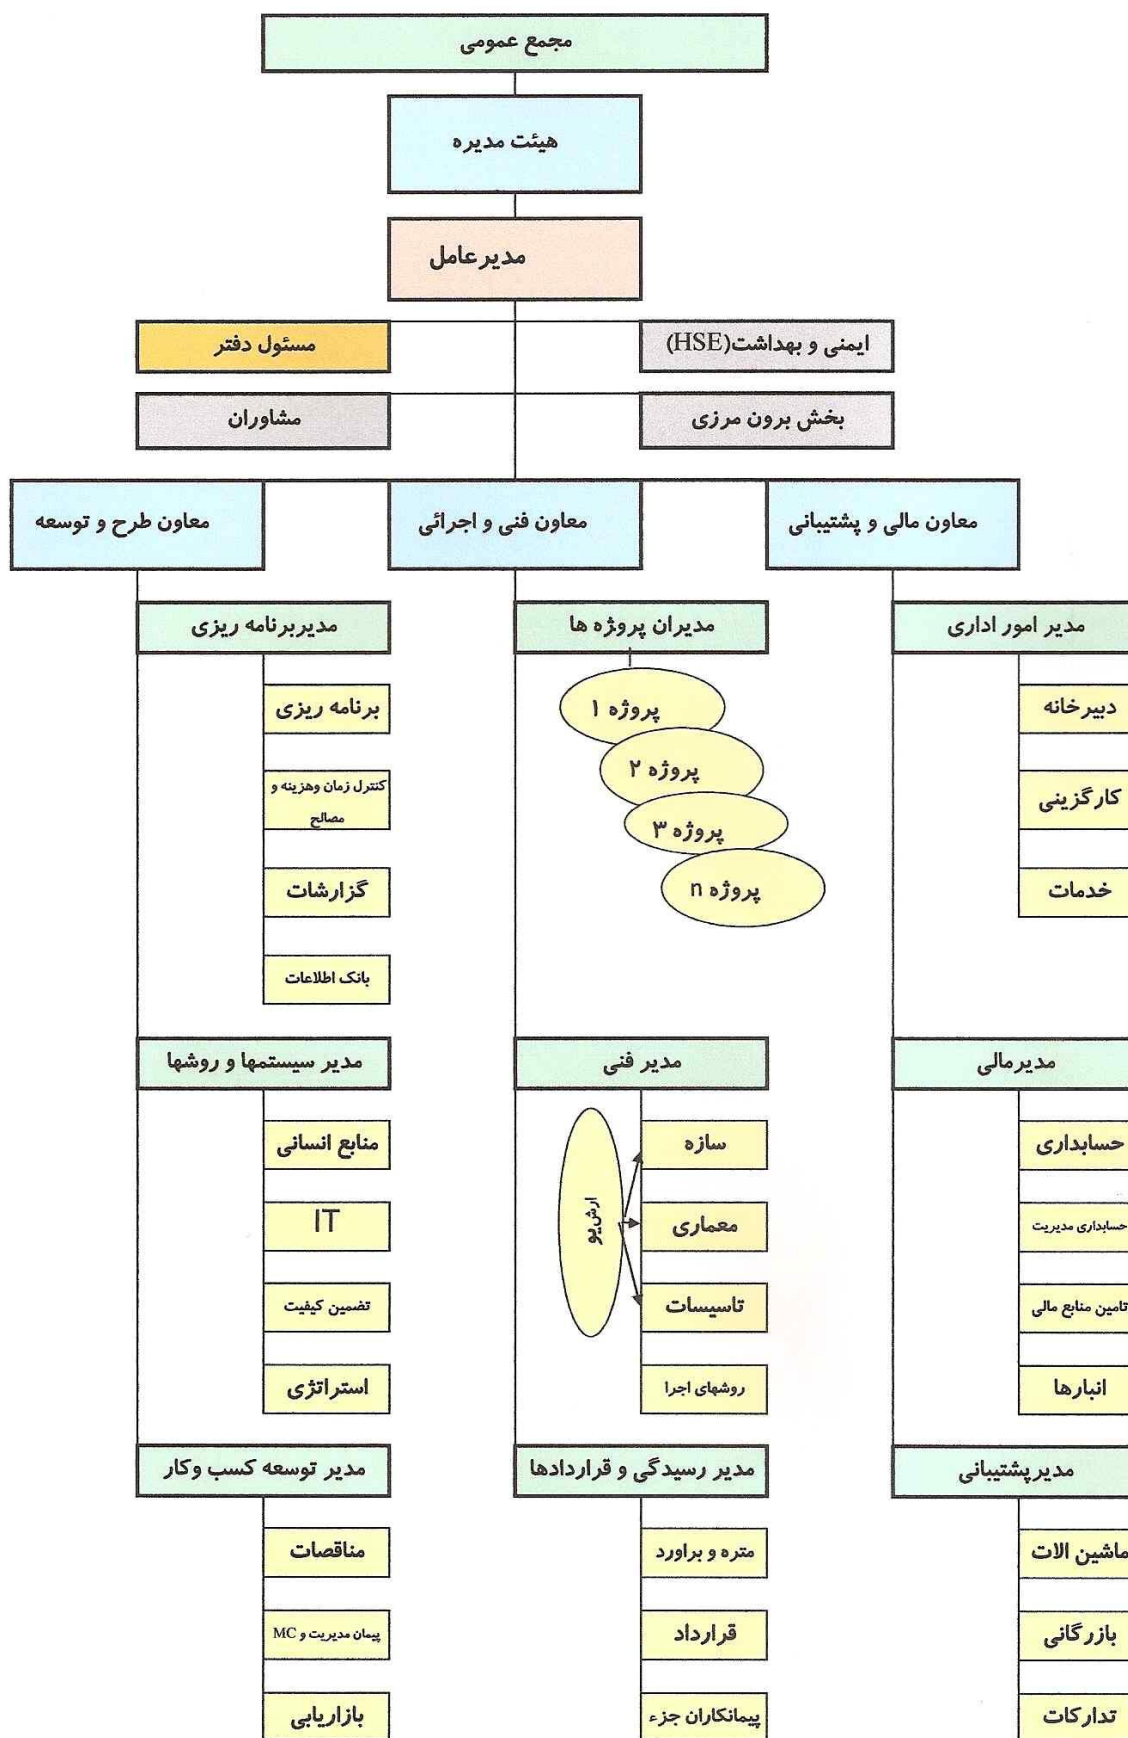 مجمع عمومی
هیئت مدیره
مدیرعامل
ایمنی و بهداشت(HSE)
مسئول دفتر
بخش برون مرزی
مشاوران
معاون مالی و پشتیبانی
معاون فنی و اجرائی
معاون طرح و توسعه
مدیر امور اداری
دبیرخانه
کارگزینی
خدمات
مدیرمالی
حسابداری
حسابداری مدیریت
تامین منابع مالی
انبارها
مدیرپشتیبانی
ماشین الات
بازرگانی
تدارکات
مدیران پروژه ها
پروژه ۱
پروژه ۲
پروژه ۳
پروژه n
مدیر فنی
ارشیو
سازه
معماری
تاسیسات
روشهای اجرا
مدیر رسیدگی و قراردادها
متره و براورد
قرارداد
پیمانکاران جزء
مدیربرنامه ریزی
برنامه ریزی
کنترل زمان وهزینه و
مصالح
گزارشات
بانک اطلاعات
مدیر سیستمها و روشها
منابع انسانی
IT
تضمین کیفیت
استراتژی
مدیر توسعه کسب وکار
مناقصات
پیمان مدیریت و MC
بازاریابی